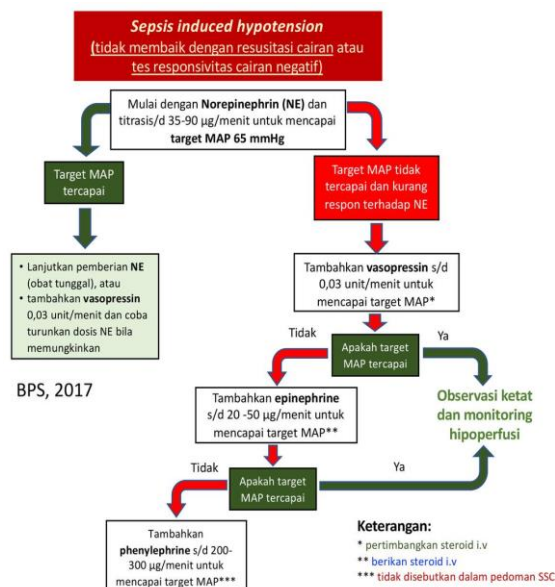 Sepsis induced hypotension
(tidak membaik dengan resusitasi cairan atau
tes responsivitas cairan negatif)
Mulai dengan Norepinephrin (NE) dan
titrasis/d 35-90 µg/menit untuk mencapai
target MAP 65 mmHg
Target MAP
tercapai
Target MAP tidak
tercapai dan kurang
respon terhadap NE
• Lanjutkan pemberian NE
(obat tunggal), atau
• tambahkan vasopressin
0,03 unit/menit dan coba
turunkan dosis NE bila
memungkinkan
Tambahkan vasopressin s/d
0,03 unit/menit untuk
mencapai target MAP*
Tidak
Apakah target
MAP tercapai
Ya
BPS, 2017
Tambahkan epinephrine
s/d 20 -50 µg/menit untuk
mencapai target MAP**
Observasi ketat
dan monitoring
hipoperfusi
Tidak
Apakah target
MAP tercapai
Ya
Tambahkan
phenylephrine s/d 200-
300 µg/menit untuk
mencapai target MAP***
Keterangan:
* pertimbangkan steroid i.v
** berikan steroid i.v
*** tidak disebutkan dalam pedoman SSC